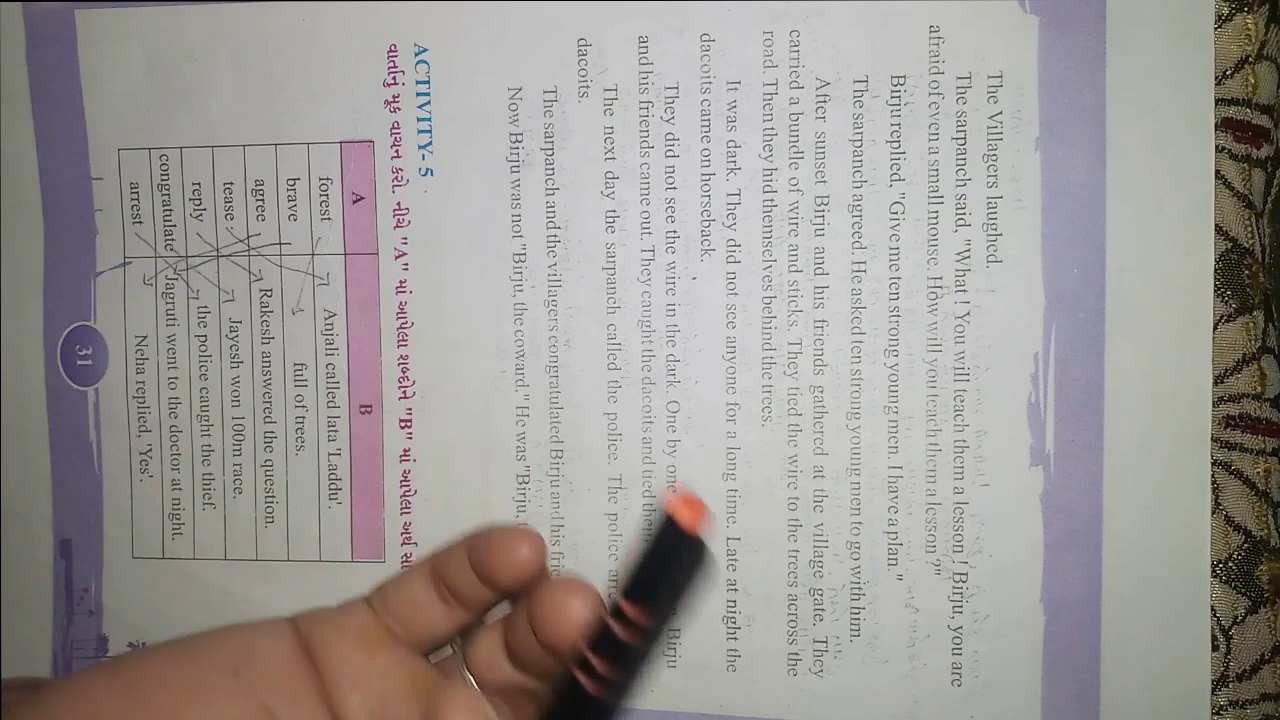 The Villagers laughed.
The sarpanch said, "What ! You will teach them a lesson ! Birju, you are
afraid of even a small mouse. How will you teach them a lesson ?"
Birju replied, "Give me ten strong young men. I have a plan."
The sarpanch agreed. He asked ten strong young men to go with him.
After sunset Birju and his friends gathered at the village gate. They
carried a bundle of wire and sticks. They tied the wire to the trees across the
road. Then they hid themselves behind the trees.
It was dark. They did not see anyone for a long time. Late at night the
dacoits came on horseback.
They did not see the wire in the dark. One by one Birju
and his friends came out. They caught the dacoits and tied them
The next day the sarpanch called the police. The police
dacoits.
The sarpanch and the villagers congratulated Birju and his
Now Birju was not "Birju, the coward." He was "Birju,
ACTIVITY- 5
વાર્તાનું મૂક વાચન કરો. નીચે "A" માં આપેલા શબ્દોને "B" માં આપેલા અર્થ
A B
forest Anjali called lata 'Laddu'.
brave full of trees.
agree Rakesh answered the question.
tease Jayesh won 100m race.
reply the police caught the thief.
congratulate Jagruti went to the doctor at night.
arrest Neha replied, 'Yes'.
31